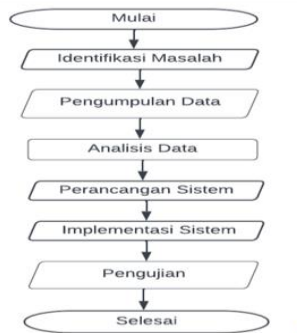 Mulai
Identifikasi Masalah
Pengumpulan Data
Analisis Data
Perancangan Sistem
Implementasi Sistem
Pengujian
Selesai